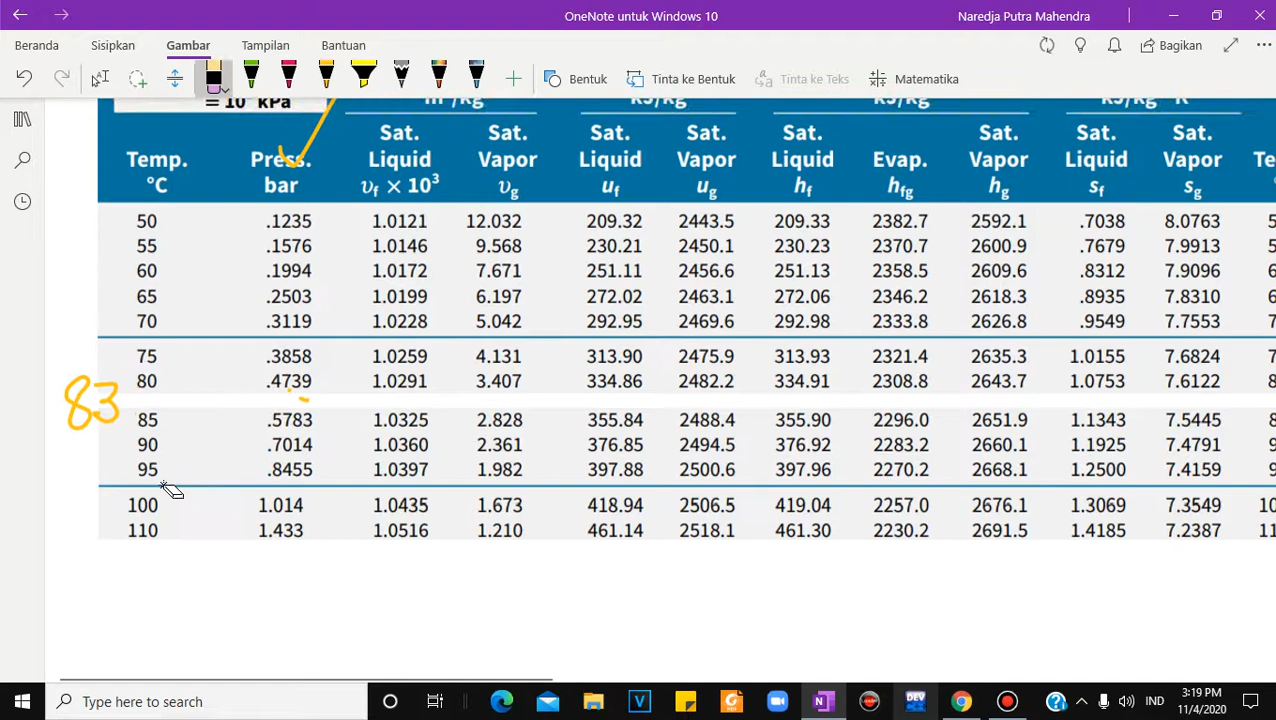 OneNote untuk Windows 10
Naredja Putra Mahendra
Beranda Sisipkan Gambar Tampilan Bantuan
Bagikan
Bentuk Tinta ke Bentuk Tinta ke Teks Matematika
kPa
Sat. Sat. Sat. Sat. Sat. Sat. Sat. Sat.
Temp. Press. Liquid Vapor Liquid Vapor Liquid Evap. Vapor Liquid Vapor
°C bar υf × 10³ υg uf ug hf hfg hg sf sg
50 .1235 1.0121 12.032 209.32 2443.5 209.33 2382.7 2592.1 .7038 8.0763
55 .1576 1.0146 9.568 230.21 2450.1 230.23 2370.7 2600.9 .7679 7.9913
60 .1994 1.0172 7.671 251.11 2456.6 251.13 2358.5 2609.6 .8312 7.9096
65 .2503 1.0199 6.197 272.02 2463.1 272.06 2346.2 2618.3 .8935 7.8310
70 .3119 1.0228 5.042 292.95 2469.6 292.98 2333.8 2626.8 .9549 7.7553
75 .3858 1.0259 4.131 313.90 2475.9 313.93 2321.4 2635.3 1.0155 7.6824
80 .4739 1.0291 3.407 334.86 2482.2 334.91 2308.8 2643.7 1.0753 7.6122
83
85 .5783 1.0325 2.828 355.84 2488.4 355.90 2296.0 2651.9 1.1343 7.5445
90 .7014 1.0360 2.361 376.85 2494.5 376.92 2283.2 2660.1 1.1925 7.4791
95 .8455 1.0397 1.982 397.88 2500.6 397.96 2270.2 2668.1 1.2500 7.4159
100 1.014 1.0435 1.673 418.94 2506.5 419.04 2257.0 2676.1 1.3069 7.3549
110 1.433 1.0516 1.210 461.14 2518.1 461.30 2230.2 2691.5 1.4185 7.2387
Type here to search
IND
3:19 PM
11/4/2020